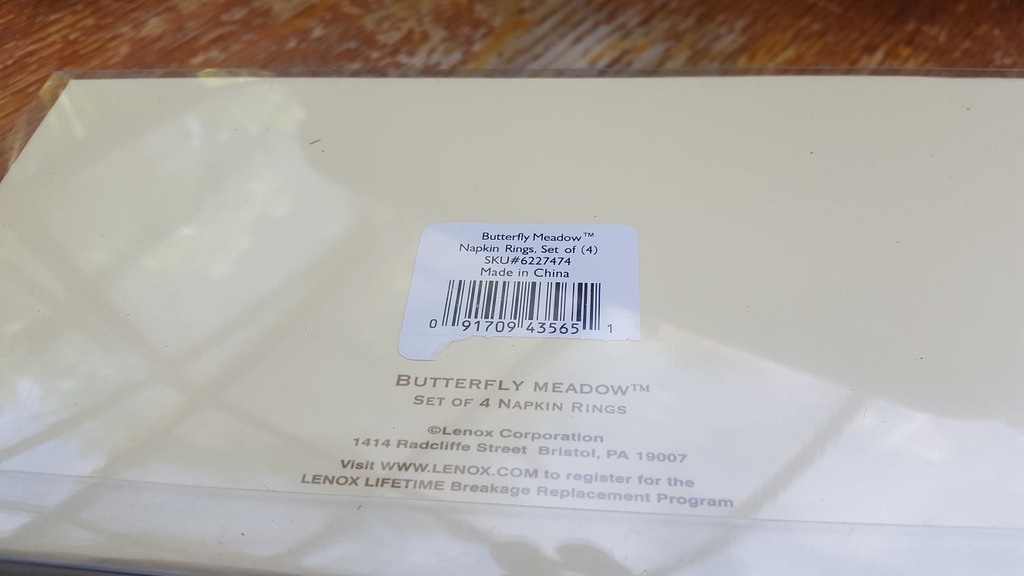 Butterfly Meadow™
Napkin Rings, Set of (4)
SKU#6227474
Made in China
0 91709 43565 1
BUTTERFLY MEADOW™
SET OF 4 NAPKIN RINGS
©Lenox Corporation
1414 Radcliffe Street Bristol, PA 19007
Visit WWW.LENOX.COM to register for the
LENOX LIFETIME Breakage Replacement Program